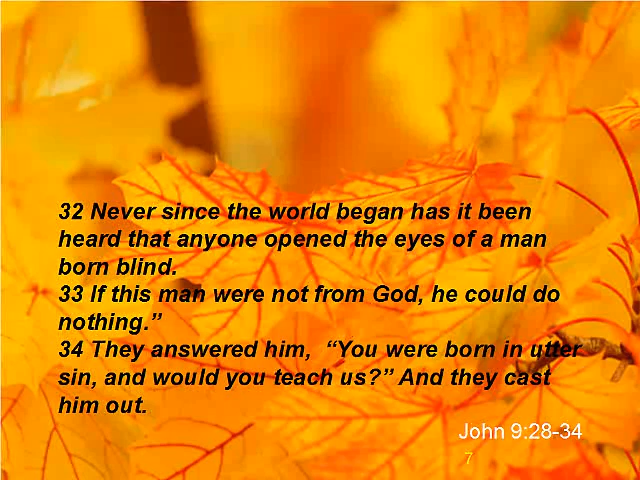 32 Never since the world began has it been
heard that anyone opened the eyes of a man
born blind.
33 If this man were not from God, he could do
nothing.”
34 They answered him,  “You were born in utter
sin, and would you teach us?” And they cast
him out.
John 9:28-34
7